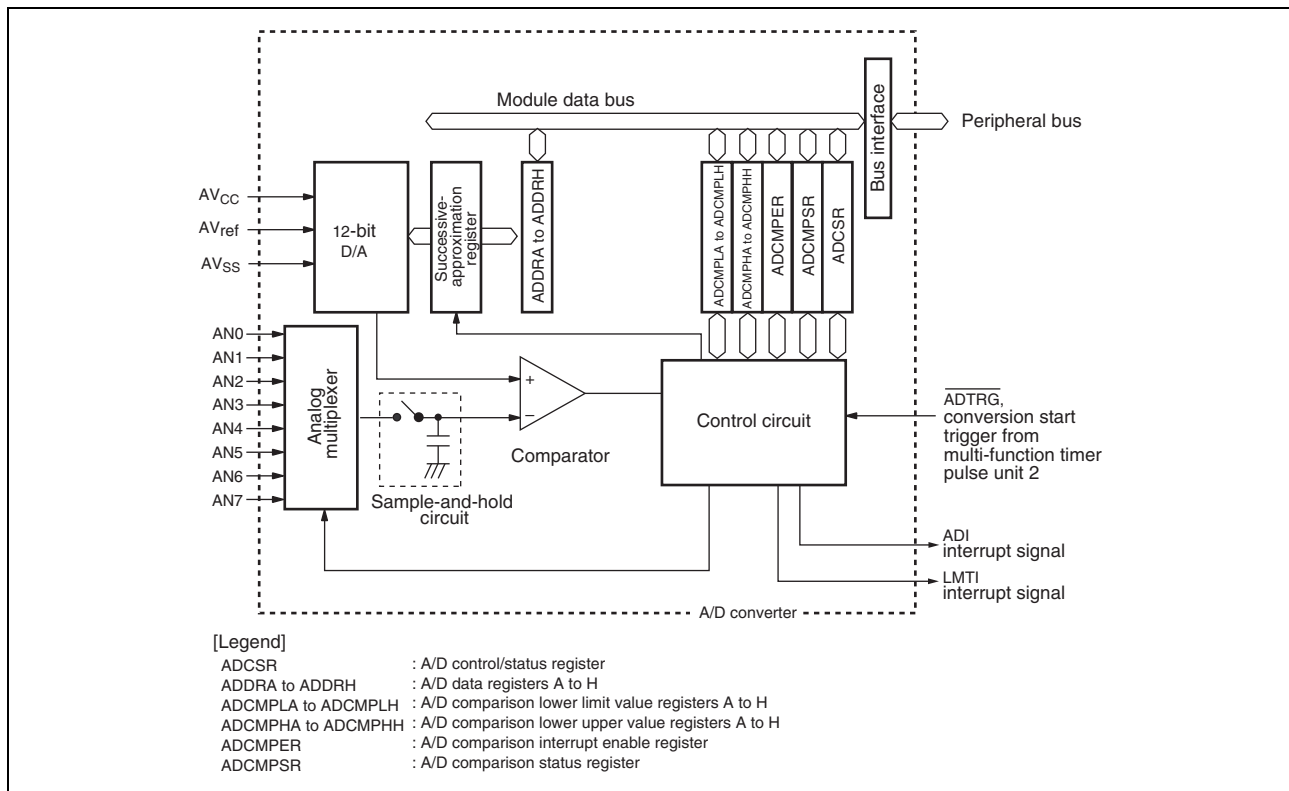 Module data bus
Bus interface
Peripheral bus
AVCC
AVref
AVSS
12-bit
D/A
Successive-
approximation
register
ADDRA to ADDRH
ADCMPLA to ADCMPLH
ADCMPHA to ADCMPHH
ADCMPER
ADCMPSR
ADCSR
AN0
AN1
AN2
AN3
AN4
AN5
AN6
AN7
Analog
multiplexer
+
−
Comparator
Sample-and-hold
circuit
Control circuit
ADTRG,
conversion start
trigger from
multi-function timer
pulse unit 2
ADI
interrupt signal
LMTI
interrupt signal
A/D converter
[Legend]
ADCSR : A/D control/status register
ADDRA to ADDRH : A/D data registers A to H
ADCMPLA to ADCMPLH : A/D comparison lower limit value registers A to H
ADCMPHA to ADCMPHH : A/D comparison lower upper value registers A to H
ADCMPER : A/D comparison interrupt enable register
ADCMPSR : A/D comparison status register